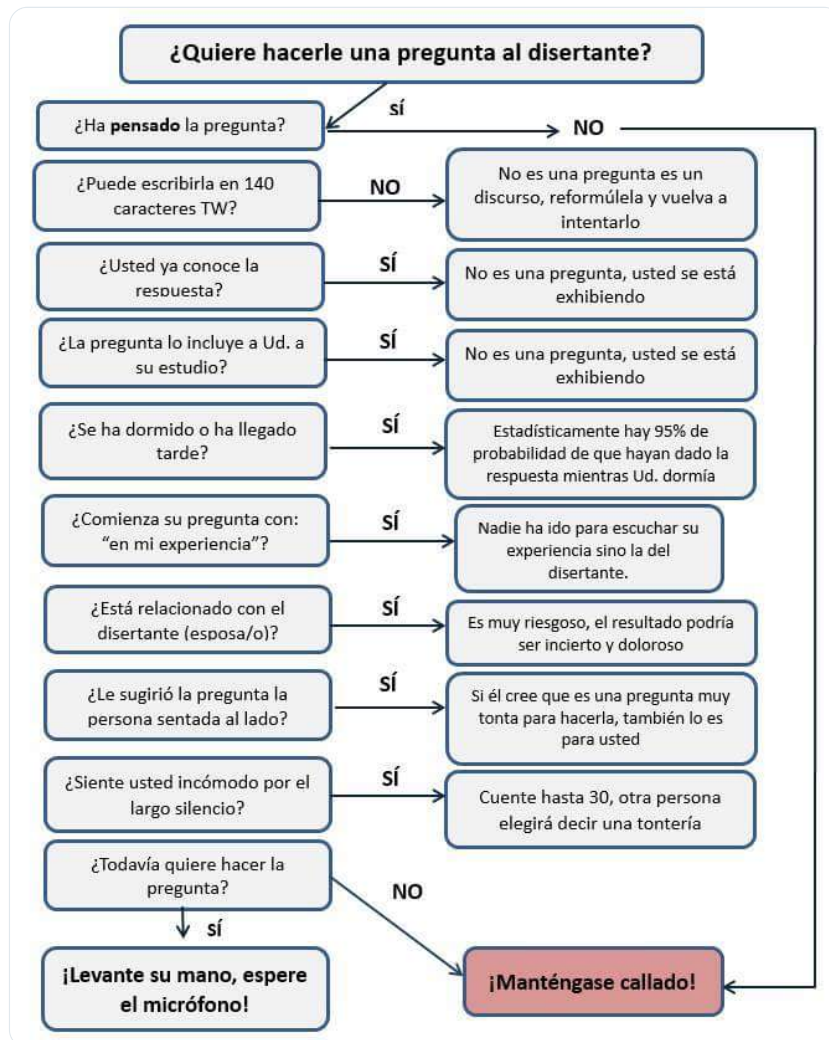 ¿Quiere hacerle una pregunta al disertante?
SÍ
¿Ha pensado la pregunta?
NO
¿Puede escribirla en 140
caracteres TW?
NO
No es una pregunta es un
discurso, reformúlela y vuelva a
intentarlo
¿Usted ya conoce la
respuesta?
SÍ
No es una pregunta, usted se está
exhibiendo
¿La pregunta lo incluye a Ud. a
su estudio?
SÍ
No es una pregunta, usted se está
exhibiendo
¿Se ha dormido o ha llegado
tarde?
SÍ
Estadísticamente hay 95% de
probabilidad de que hayan dado la
respuesta mientras Ud. dormía
¿Comienza su pregunta con:
“en mi experiencia”?
SÍ
Nadie ha ido para escuchar su
experiencia sino la del
disertante.
¿Está relacionado con el
disertante (esposa/o)?
SÍ
Es muy riesgoso, el resultado podría
ser incierto y doloroso
¿Le sugirió la pregunta la
persona sentada al lado?
SÍ
Si él cree que es una pregunta muy
tonta para hacerla, también lo es
para usted
¿Siente usted incómodo por el
largo silencio?
SÍ
Cuente hasta 30, otra persona
elegirá decir una tontería
¿Todavía quiere hacer la
pregunta?
NO
SÍ
¡Levante su mano, espere
el micrófono!
¡Manténgase callado!